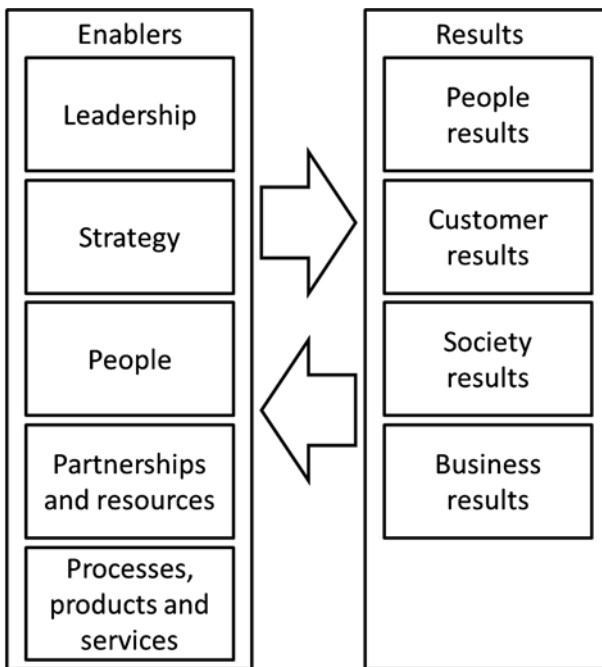 Enablers
Leadership
Strategy
People
Partnerships
and resources
Processes,
products and
services
Results
People
results
Customer
results
Society
results
Business
results